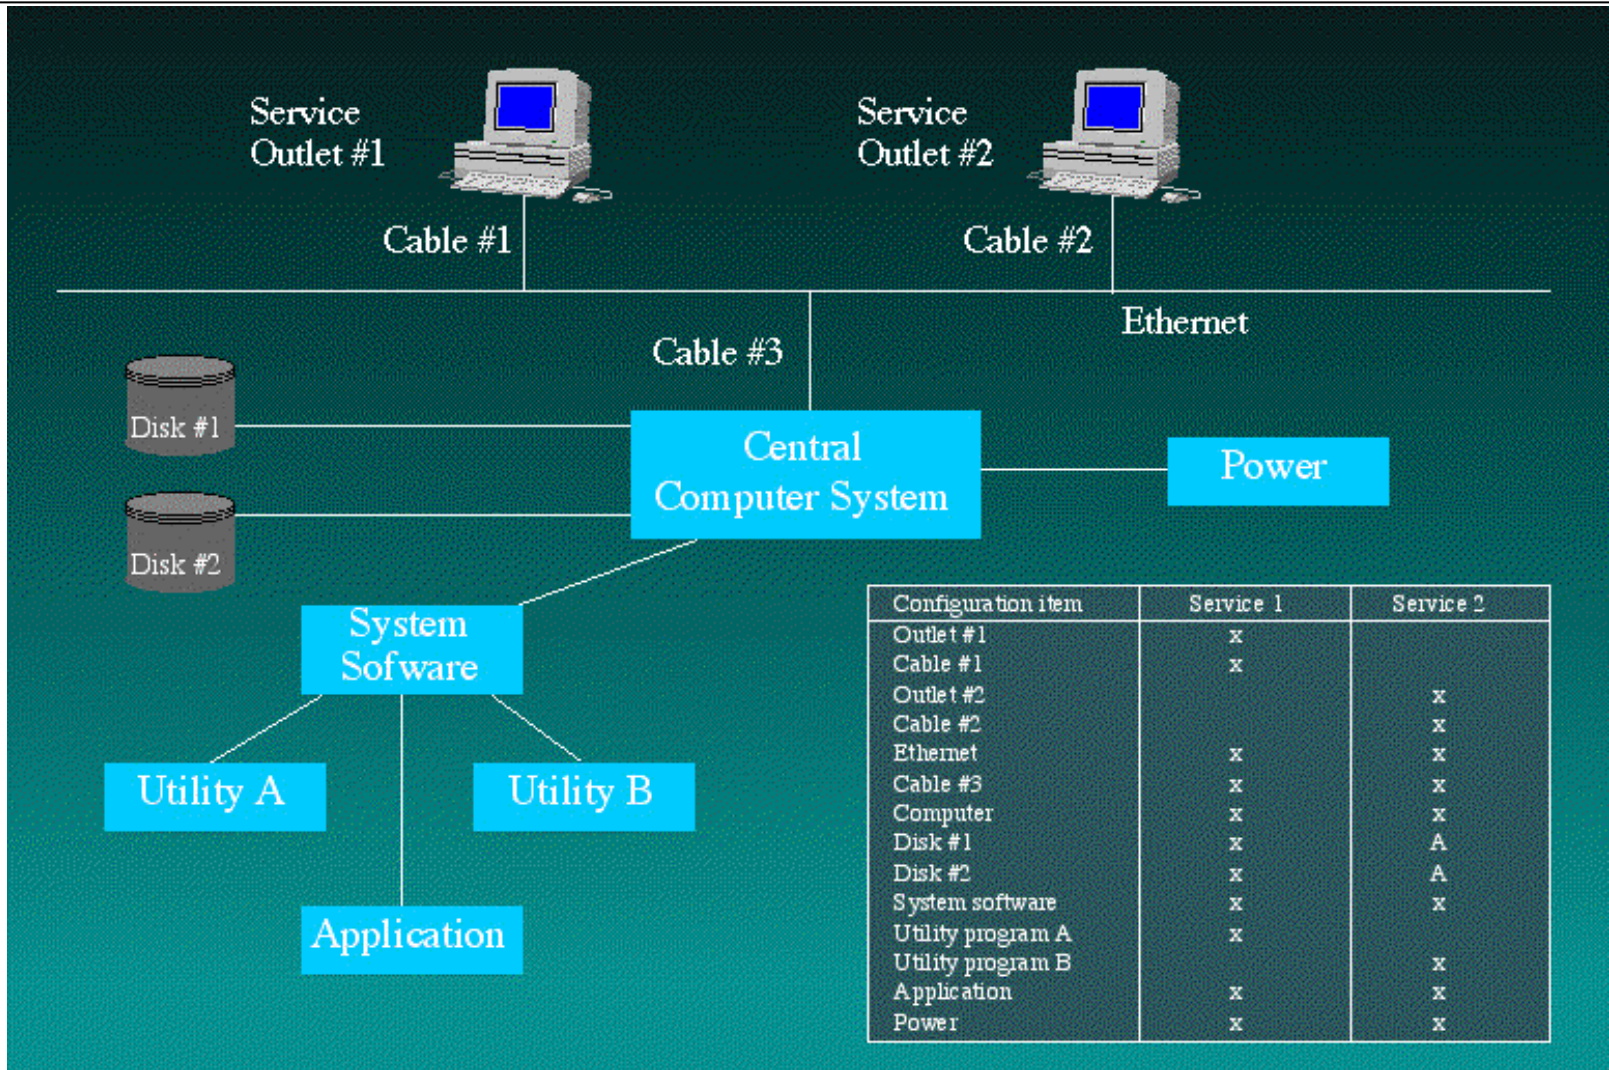 Service
Outlet #1
Service
Outlet #2
Cable #1
Cable #2
Ethernet
Cable #3
Disk #1
Central
Computer System
Power
Disk #2
System
Sofware
Utility A
Utility B
Application
Configuration item Service 1 Service 2
Outlet #1 x
Cable #1 x
Outlet #2 x
Cable #2 x
Ethernet x x
Cable #3 x x
Computer x x
Disk #1 x A
Disk #2 x A
System software x x
Utility program A x
Utility program B x
Application x x
Power x x